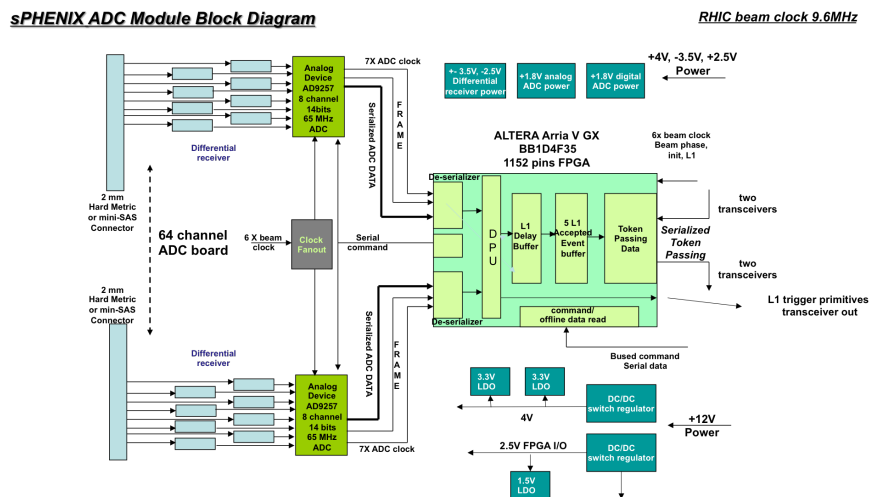 sPHENIX ADC Module Block Diagram
RHIC beam clock 9.6MHz
7X ADC clock
Analog
Device
AD9257
8 channel
14bits
65 MHz
ADC
Serialized ADC DATA
F
R
A
M
E
+- 3.5V, -2.5V
Differential
receiver power
+1.8V analog
ADC power
+1.8V digital
ADC power
+4V, -3.5V, +2.5V
Power
Differential
receiver
ALTERA Arria V GX
BB1D4F35
1152 pins FPGA
6x beam clock
Beam phase,
init, L1
2 mm
Hard Metric
or mini-SAS
Connector
64 channel
ADC board
6 X beam
clock
Clock
Fanout
Serial
command
De-serializer
D
P
U
L1
Delay
Buffer
5 L1
Accepted
Event
buffer
Token
Passing
Data
two
transceivers
Serialized
Token
Passing
two
transceivers
L1 trigger primitives
transceiver out
2 mm
Hard Metric
or min-SAS
Connector
De-serializer
command/
offline data read
Bused command
Serial data
Differential
receiver
Serialized ADC DATA
F
R
A
M
E
Analog
Device
AD9257
8 channel
14 bits
65 MHz
ADC
7X ADC clock
3.3V
LDO
3.3V
LDO
4V
DC/DC
switch regulator
+12V
Power
2.5V FPGA I/O
DC/DC
switch regulator
1.5V
LDO